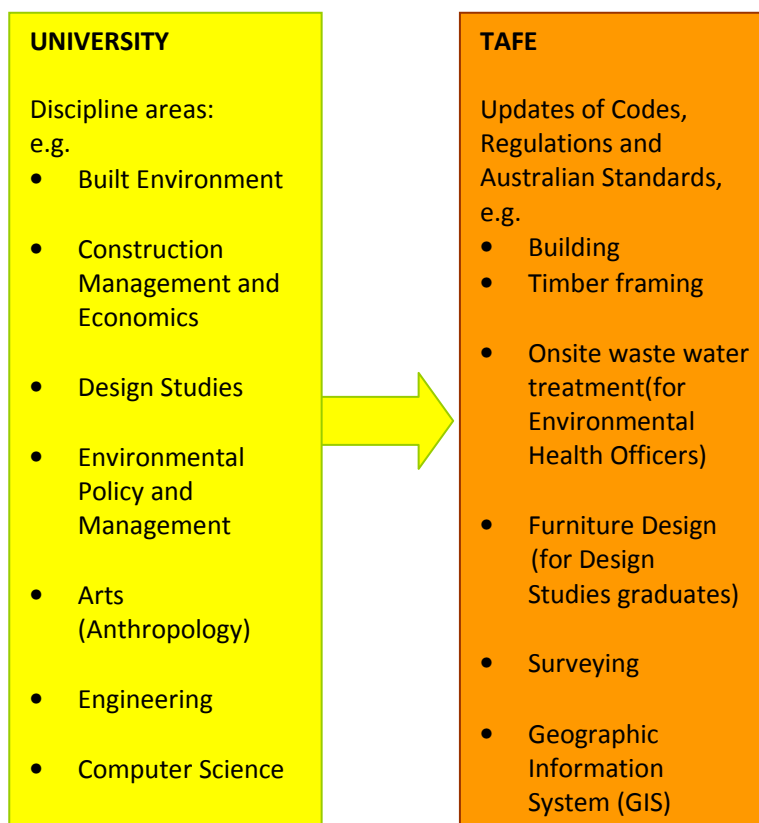 UNIVERSITY
Discipline areas:
e.g.
• Built Environment
• Construction
Management and
Economics
• Design Studies
• Environmental
Policy and
Management
• Arts
(Anthropology)
• Engineering
• Computer Science
TAFE
Updates of Codes,
Regulations and
Australian Standards,
e.g.
• Building
• Timber framing
• Onsite waste water
treatment(for
Environmental
Health Officers)
• Furniture Design
(for Design
Studies graduates)
• Surveying
• Geographic
Information
System (GIS)